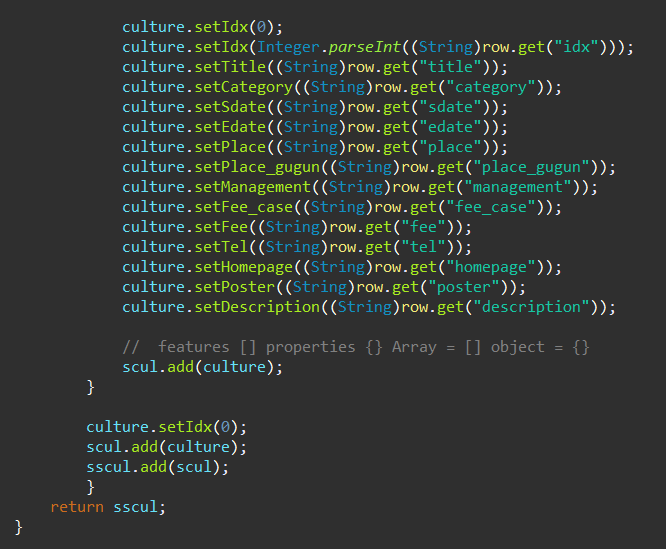 culture.setIdx(0);
culture.setIdx(Integer.parseInt((String)row.get("idx")));
culture.setTitle((String)row.get("title"));
culture.setCategory((String)row.get("category"));
culture.setSdate((String)row.get("sdate"));
culture.setEdate((String)row.get("edate"));
culture.setPlace((String)row.get("place"));
culture.setPlace_gugun((String)row.get("place_gugun"));
culture.setManagement((String)row.get("management"));
culture.setFee_case((String)row.get("fee_case"));
culture.setFee((String)row.get("fee"));
culture.setTel((String)row.get("tel"));
culture.setHomepage((String)row.get("homepage"));
culture.setPoster((String)row.get("poster"));
culture.setDescription((String)row.get("description"));
//  features [] properties {} Array = [] object = {}
scul.add(culture);
}
culture.setIdx(0);
scul.add(culture);
sscul.add(scul);
}
return sscul;
}